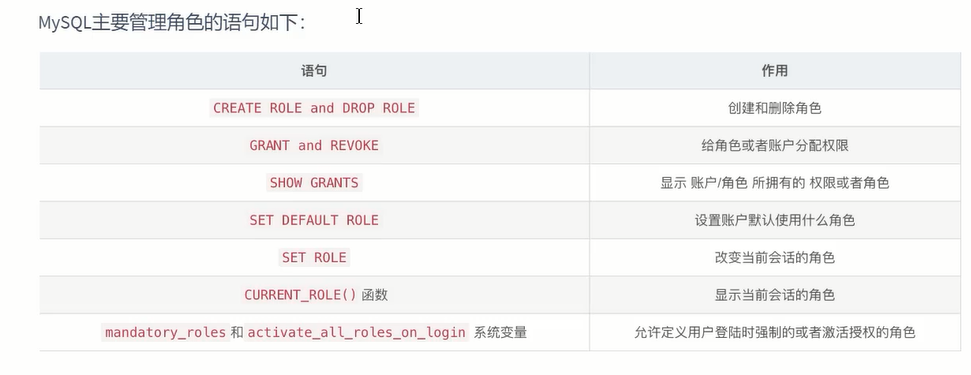 MySQL主要管理角色的语句如下：
语句 作用
CREATE ROLE and DROP ROLE 创建和删除角色
GRANT and REVOKE 给角色或者账户分配权限
SHOW GRANTS 显示 账户/角色 所拥有的 权限或者角色
SET DEFAULT ROLE 设置账户默认使用什么角色
SET ROLE 改变当前会话的角色
CURRENT_ROLE() 函数 显示当前会话的角色
mandatory_roles 和 activate_all_roles_on_login 系统变量 允许定义用户登陆时强制的或者激活授权的角色